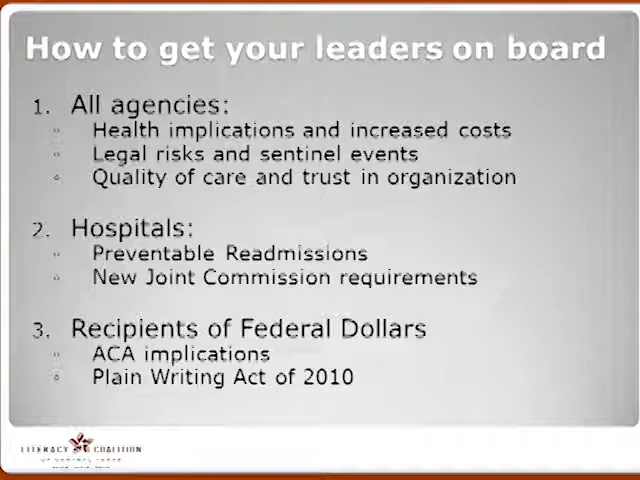 How to get your leaders on board
1. All agencies:
Health implications and increased costs
Legal risks and sentinel events
Quality of care and trust in organization
2. Hospitals:
Preventable Readmissions
New Joint Commission requirements
3. Recipients of Federal Dollars
ACA implications
Plain Writing Act of 2010
LITERACY COALITION